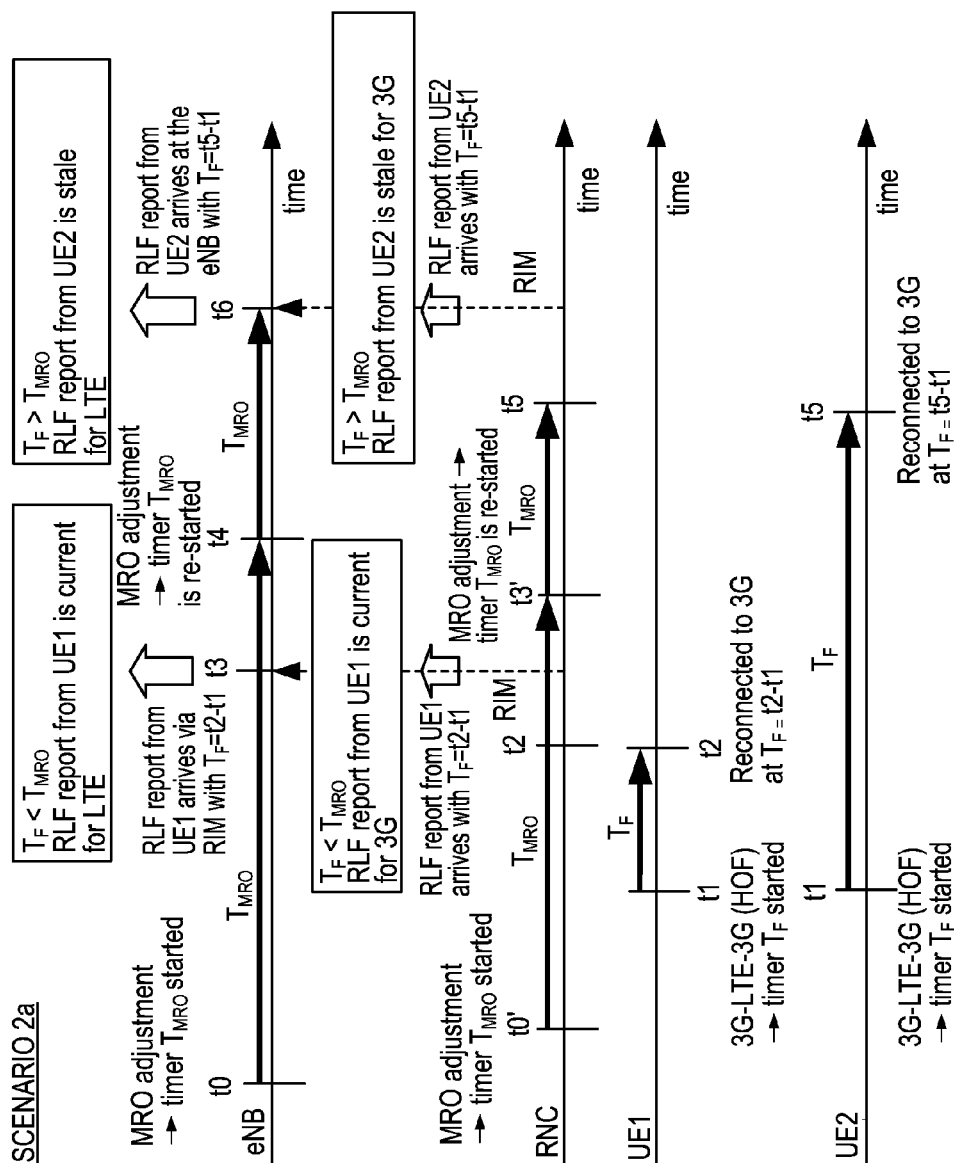 SCENARIO 2a
T_F < T_MRO
RLF report from UE1 is current
for LTE
T_F > T_MRO
RLF report from UE2 is stale
for LTE
MRO adjustment
→ timer T_MRO started
RLF report from
UE1 arrives via
RIM with T_F=t2-t1
MRO adjustment
→ timer T_MRO
is re-started
RLF report from
UE2 arrives at the
eNB with T_F=t5-t1
t0
T_MRO
t3
t4
T_MRO
t6
eNB
time
T_F < T_MRO
RLF report from UE1 is current
for 3G
T_F > T_MRO
RLF report from UE2 is stale for 3G
MRO adjustment
→ timer T_MRO started
RLF report from UE1
arrives with T_F=t2-t1
MRO adjustment →
timer T_MRO is re-started
RLF report from UE2
arrives with T_F=t5-t1
t0'
T_MRO
t2
RIM
t3'
T_MRO
t5
RIM
RNC
time
UE1
T_F
time
t1
t2
3G-LTE-3G (HOF)
→ timer T_F started
Reconnected to 3G
at T_F = t2-t1
t1
T_F
t5
UE2
time
3G-LTE-3G (HOF)
→ timer T_F started
Reconnected to 3G
at T_F = t5-t1